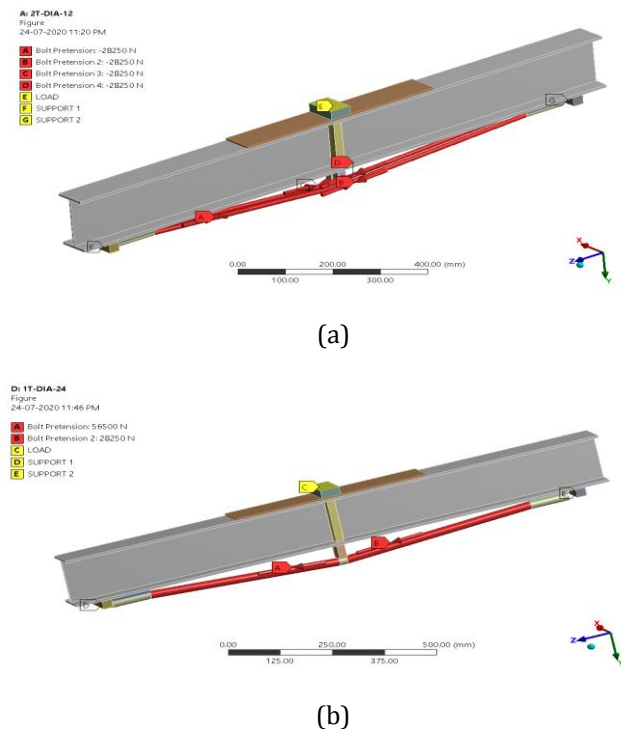 A: 2T-DIA-12
Figure
24-07-2020 11:20 PM
A Bolt Pretension: -28250 N
B Bolt Pretension 2: -28250 N
C Bolt Pretension 3: -28250 N
D Bolt Pretension 4: -28250 N
E LOAD
F SUPPORT 1
G SUPPORT 2
E
G
D
B
A
F
0.00 200.00 400.00 (mm)
100.00 300.00
X
Z
Y
(a)
D: 1T-DIA-24
Figure
24-07-2020 11:46 PM
A Bolt Pretension: 56500 N
B Bolt Pretension 2: 28250 N
C LOAD
D SUPPORT 1
E SUPPORT 2
C
E
B
A
D
0.00 250.00 500.00 (mm)
125.00 375.00
X
Z
Y
(b)